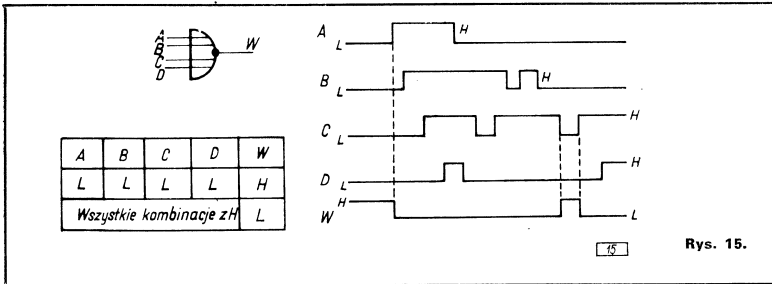 A
B
C
D
W
A B C D W
L L L L H
Wszystkie kombinacje z H L
A L H
B L H
C L H
D L H
W H L
15
Rys. 15.